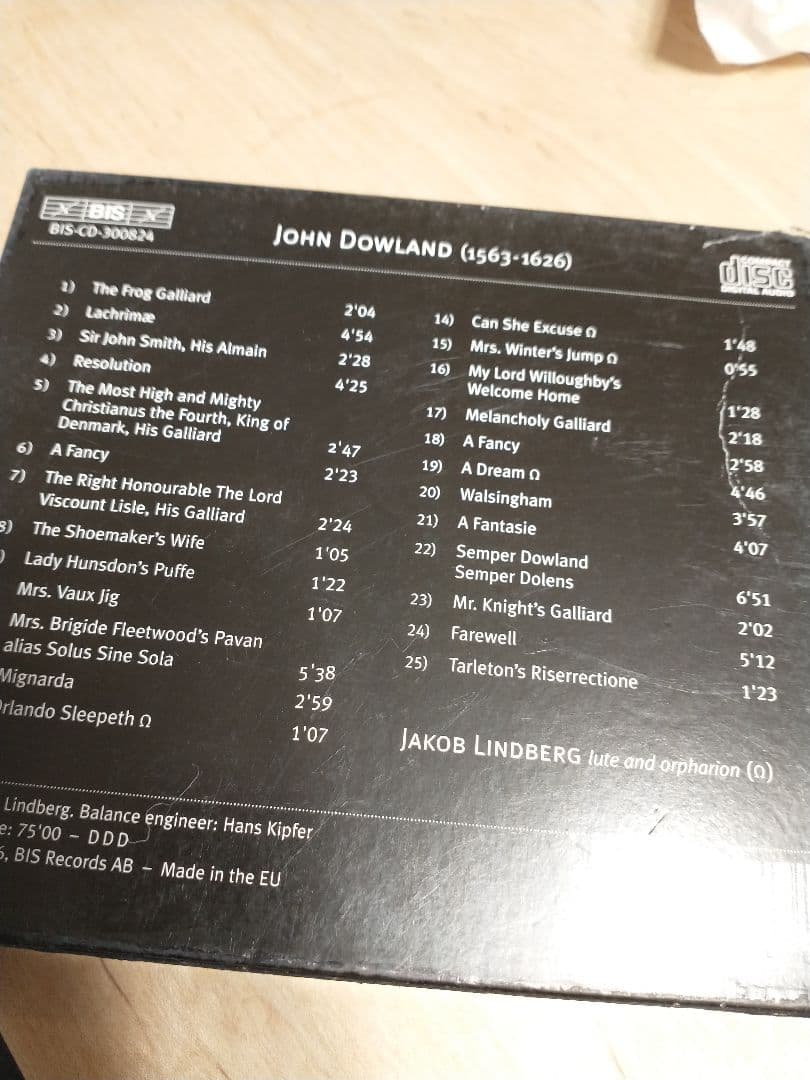 BIS
BIS-CD-300824
JOHN DOWLAND (1563-1626)
COMPACT
disc
DIGITAL AUDIO
1) The Frog Galliard 2'04
2) Lachrimæ 4'54
3) Sir John Smith, His Almain 2'28
4) Resolution 4'25
5) The Most High and Mighty
Christianus the Fourth, King of
Denmark, His Galliard 2'47
6) A Fancy 2'23
7) The Right Honourable The Lord
Viscount Lisle, His Galliard 2'24
8) The Shoemaker's Wife 1'05
) Lady Hunsdon's Puffe 1'22
Mrs. Vaux Jig 1'07
Mrs. Brigide Fleetwood's Pavan
alias Solus Sine Sola 5'38
Mignarda 2'59
rlando Sleepeth Ω 1'07
14) Can She Excuse Ω 1'48
15) Mrs. Winter's Jump Ω 0'55
16) My Lord Willoughby's
Welcome Home 1'28
17) Melancholy Galliard 2'18
18) A Fancy 2'58
19) A Dream Ω 4'46
20) Walsingham 3'57
21) A Fantasie 4'07
22) Semper Dowland
Semper Dolens 6'51
23) Mr. Knight's Galliard 2'02
24) Farewell 5'12
25) Tarleton's Riserrectione 1'23
JAKOB LINDBERG lute and orpharion (Ω)
Lindberg. Balance engineer: Hans Kipfer
e: 75'00 – DDD
, BIS Records AB – Made in the EU